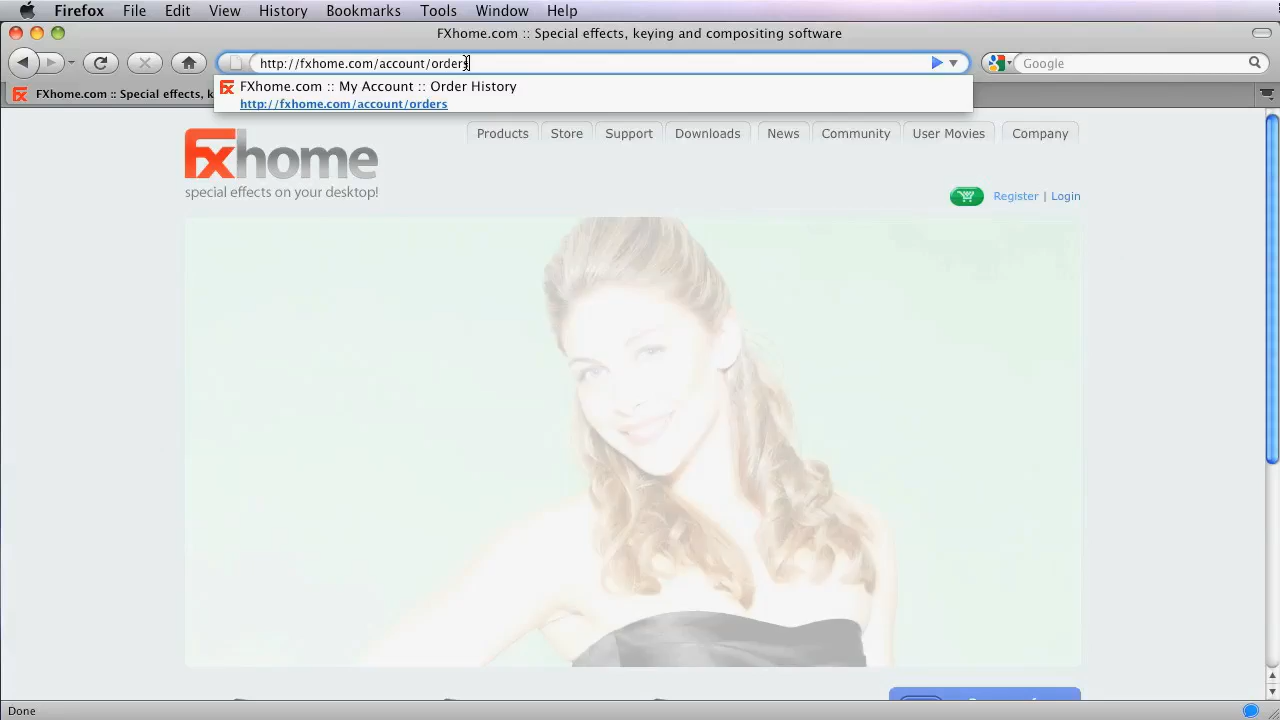 Firefox File Edit View History Bookmarks Tools Window Help
FXhome.com :: Special effects, keying and compositing software
http://fxhome.com/account/orders
Google
FXhome.com :: Special effects, k
FXhome.com :: My Account :: Order History
http://fxhome.com/account/orders
Products Store Support Downloads News Community User Movies Company
Fxhome
special effects on your desktop!
Register | Login
Done